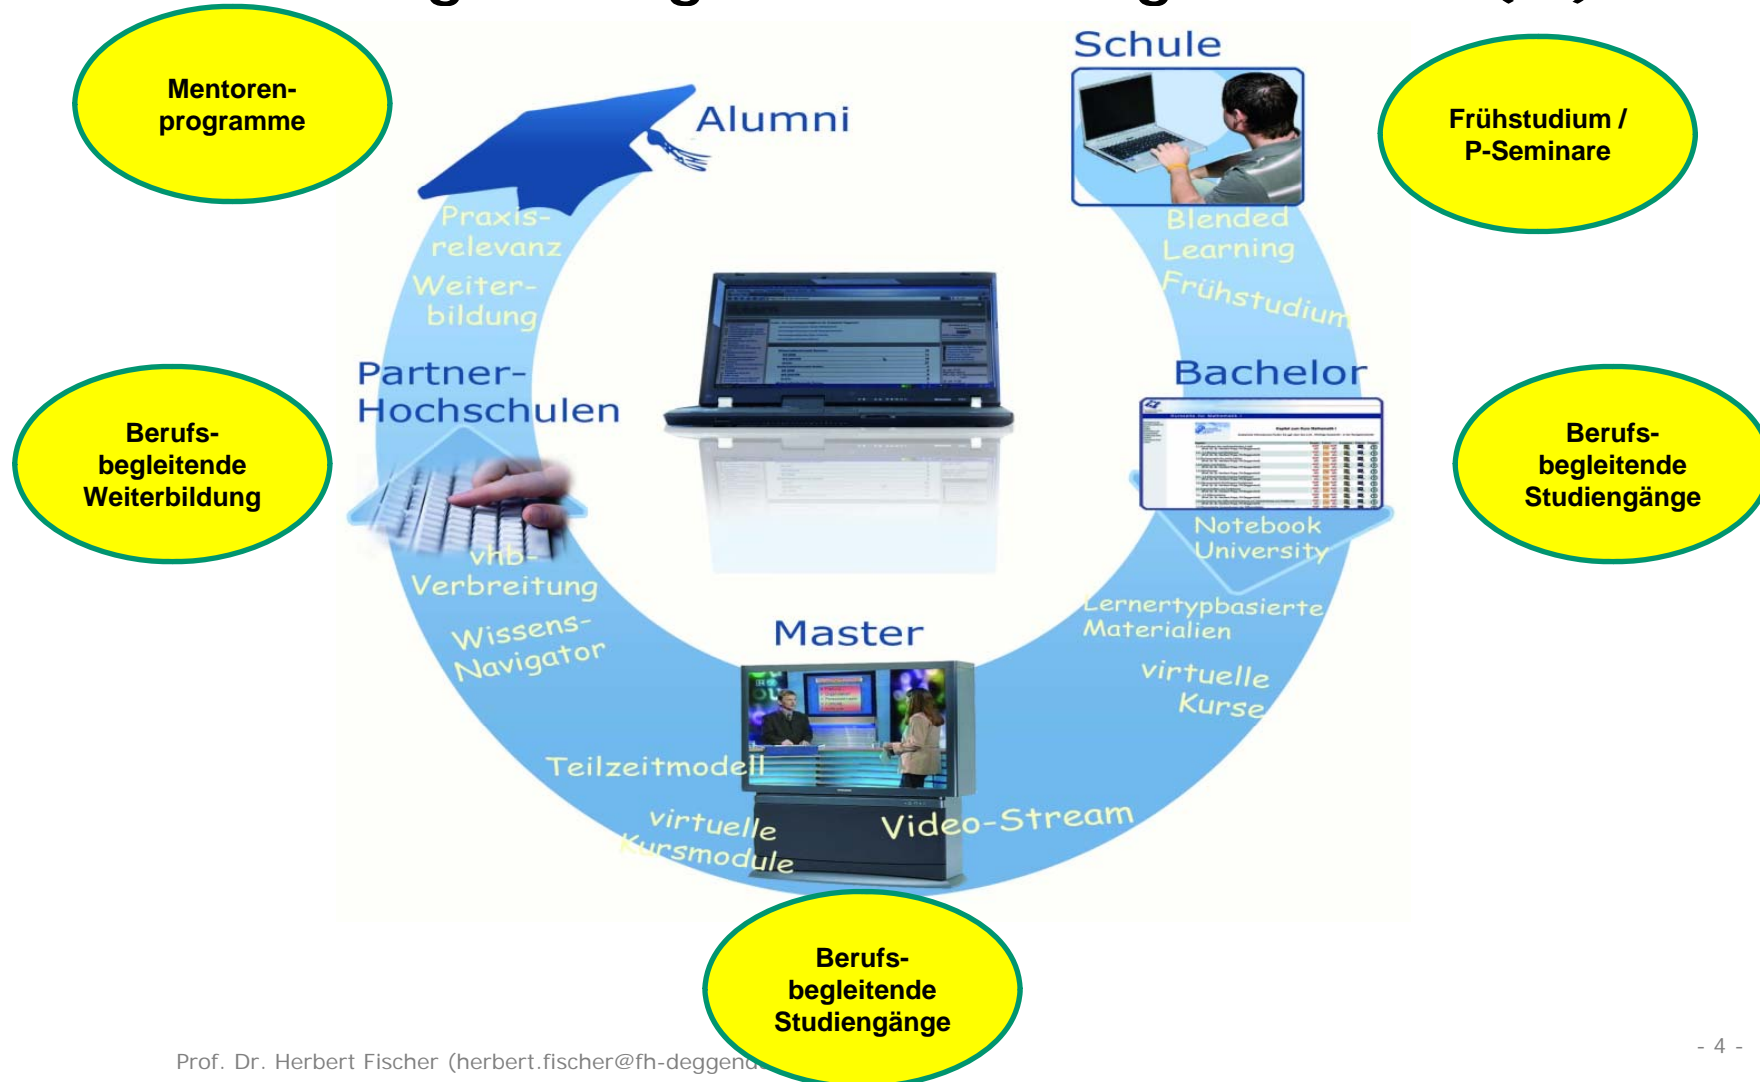 Schule
Mentoren-
programme
Alumni
Frühstudium /
P-Seminare
Praxis-
relevanz
Weiter-
bildung
Blended
Learning
Frühstudium
Partner-
Hochschulen
Bachelor
Berufs-
begleitende
Weiterbildung
Berufs-
begleitende
Studiengänge
vhb-
Verbreitung
Wissens-
Navigator
Notebook
University
Lernertypbasierte
Materialien
virtuelle
Kurse
Master
Teilzeitmodell
virtuelle
Kursmodule
Video-Stream
Berufs-
begleitende
Studiengänge
Prof. Dr. Herbert Fischer (herbert.fischer@fh-deggend
- 4 -